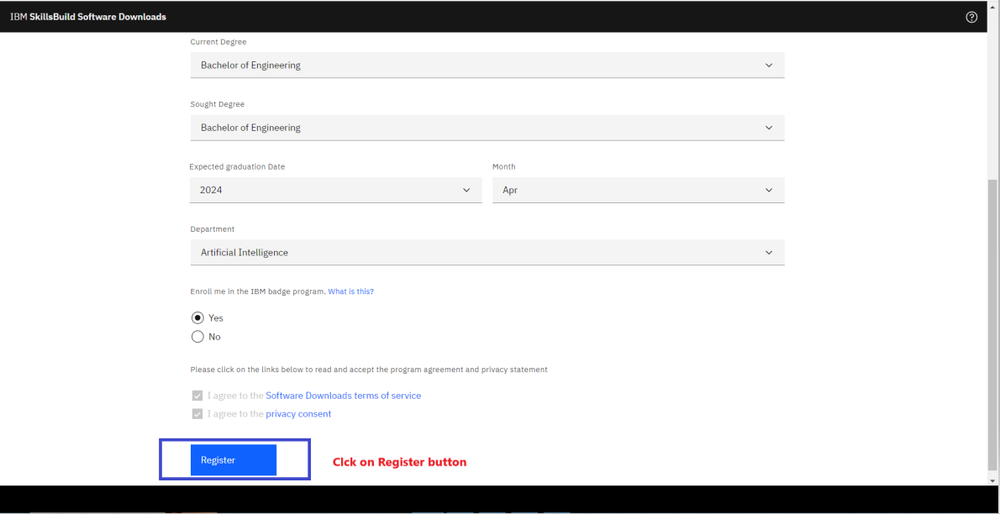 IBM SkillsBuild Software Downloads
Current Degree
Bachelor of Engineering
Sought Degree
Bachelor of Engineering
Expected graduation Date Month
2024 Apr
Department
Artificial Intelligence
Enroll me in the IBM badge program. What is this?
Yes
No
Please click on the links below to read and accept the program agreement and privacy statement
I agree to the Software Downloads terms of service
I agree to the privacy consent
Register Clck on Register button